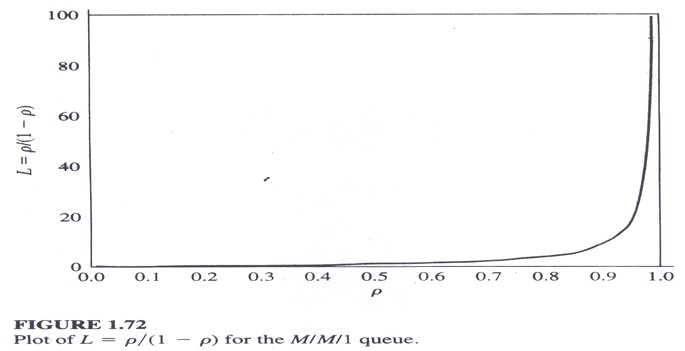 100
80
60
40
20
0
L = ρ/(1 − ρ)
0.0 0.1 0.2 0.3 0.4 0.5 0.6 0.7 0.8 0.9 1.0
ρ
FIGURE 1.72
Plot of L = ρ/(1 − ρ) for the M/M/1 queue.